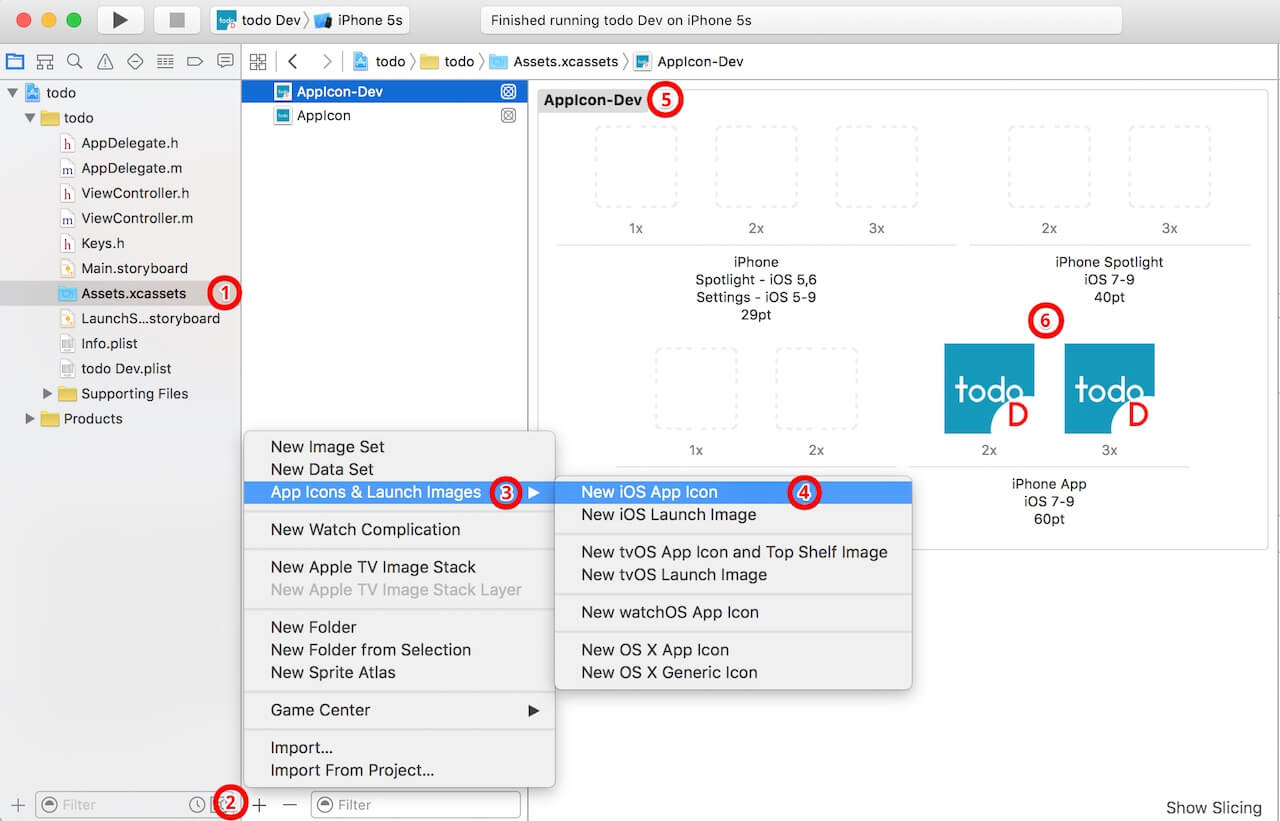 todo Dev
iPhone 5s
Finished running todo Dev on iPhone 5s
todo
todo
Assets.xcassets
AppIcon-Dev
todo
todo
AppDelegate.h
AppDelegate.m
ViewController.h
ViewController.m
Keys.h
Main.storyboard
Assets.xcassets
1
LaunchS...storyboard
Info.plist
todo Dev.plist
Supporting Files
Products
Filter
2
AppIcon-Dev
AppIcon
New Image Set
New Data Set
App Icons & Launch Images
3
New Watch Complication
New Apple TV Image Stack
New Apple TV Image Stack Layer
New Folder
New Folder from Selection
New Sprite Atlas
Game Center
Import...
Import From Project...
Filter
New iOS App Icon
4
New iOS Launch Image
New tvOS App Icon and Top Shelf Image
New tvOS Launch Image
New watchOS App Icon
New OS X App Icon
New OS X Generic Icon
AppIcon-Dev
5
1x
2x
3x
iPhone
Spotlight - iOS 5,6
Settings - iOS 5-9
29pt
2x
3x
iPhone Spotlight
iOS 7-9
40pt
1x
2x
6
todo
D
todo
D
2x
3x
iPhone App
iOS 7-9
60pt
Show Slicing